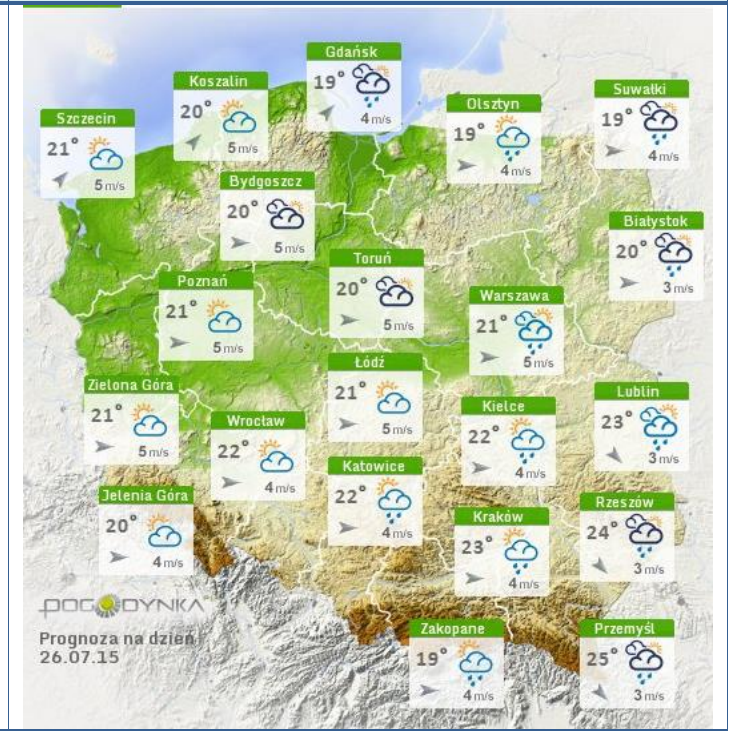 Gdańsk
19°
4 m/s
Koszalin
20°
5 m/s
Suwałki
19°
4 m/s
Olsztyn
19°
4 m/s
Szczecin
21°
5 m/s
Bydgoszcz
20°
5 m/s
Białystok
20°
3 m/s
Toruń
20°
5 m/s
Poznań
21°
5 m/s
Warszawa
21°
5 m/s
Łódź
21°
5 m/s
Zielona Góra
21°
5 m/s
Lublin
23°
3 m/s
Kielce
22°
4 m/s
Wrocław
22°
4 m/s
Katowice
22°
4 m/s
Jelenia Góra
20°
4 m/s
Rzeszów
24°
3 m/s
Kraków
23°
4 m/s
POGODYNKA
Prognoza na dzień
26.07.15
Zakopane
19°
4 m/s
Przemyśl
25°
3 m/s